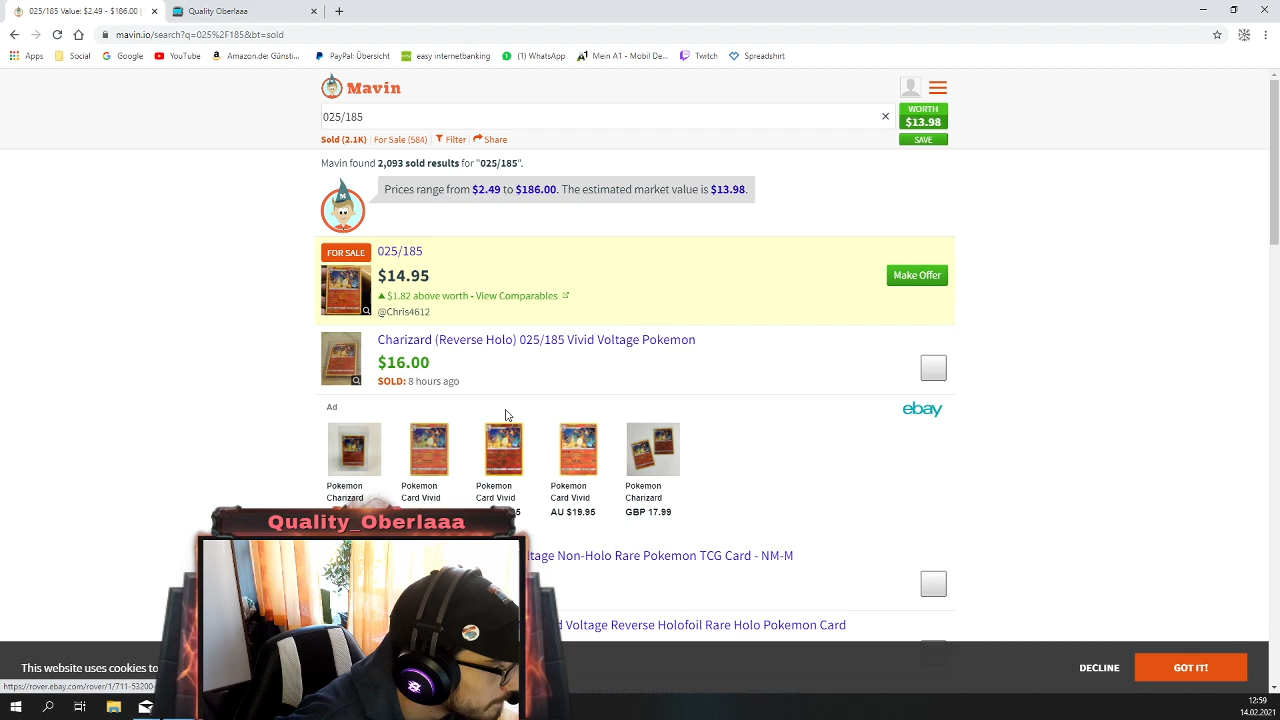 025/185 Value: $2.49 - $186.00
Quality Oberlaa
mavin.io/search?q=025%2F185&bt=sold
Apps Social Google YouTube Amazon.de: Günsti... PayPal: Übersicht easy internetbanking (1) WhatsApp Mein A1 - Mobil De... Twitch Spreadshirt
Mavin
025/185
WORTH
$13.98
Sold (2.1K) For Sale (584) Filter Share
SAVE
Mavin found 2,093 sold results for "025/185".
Prices range from $2.49 to $186.00. The estimated market value is $13.98.
FOR SALE 025/185
$14.95
Make Offer
$1.82 above worth - View Comparables
@Chris4612
Charizard (Reverse Holo) 025/185 Vivid Voltage Pokemon
$16.00
SOLD: 8 hours ago
Ad
ebay
Pokemon Pokemon Pokemon Pokemon Pokemon
Charizard Card Vivid Card Vivid Card Vivid Charizard
AU $19.95 GBP 17.99
Quality_Oberlaaa
ltage Non-Holo Rare Pokemon TCG Card - NM-M
d Voltage Reverse Holofoil Rare Holo Pokemon Card
This website uses cookies to
DECLINE
GOT IT!
https://rover.ebay.com/rover/1/711-53200
12:59
14.02.2021